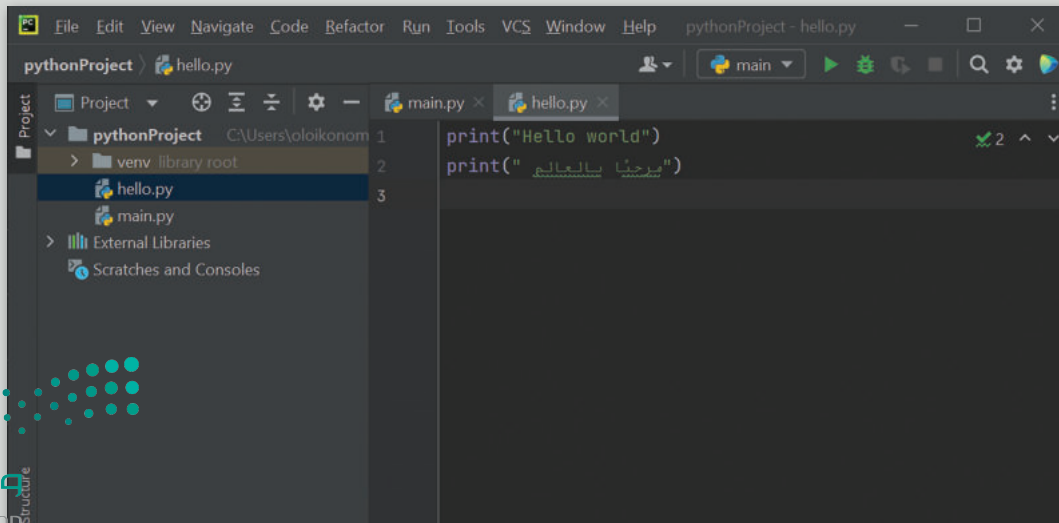 PC File Edit View Navigate Code Refactor Run Tools VCS Window Help pythonProject - hello.py
pythonProject hello.py main
Project
Project main.py hello.py
pythonProject C:\Users\oloikonom
venv library root
hello.py
main.py
External Libraries
Scratches and Consoles
1 print("Hello world") 2
2 print(" مرحبًا بالعالم")
3
Structure